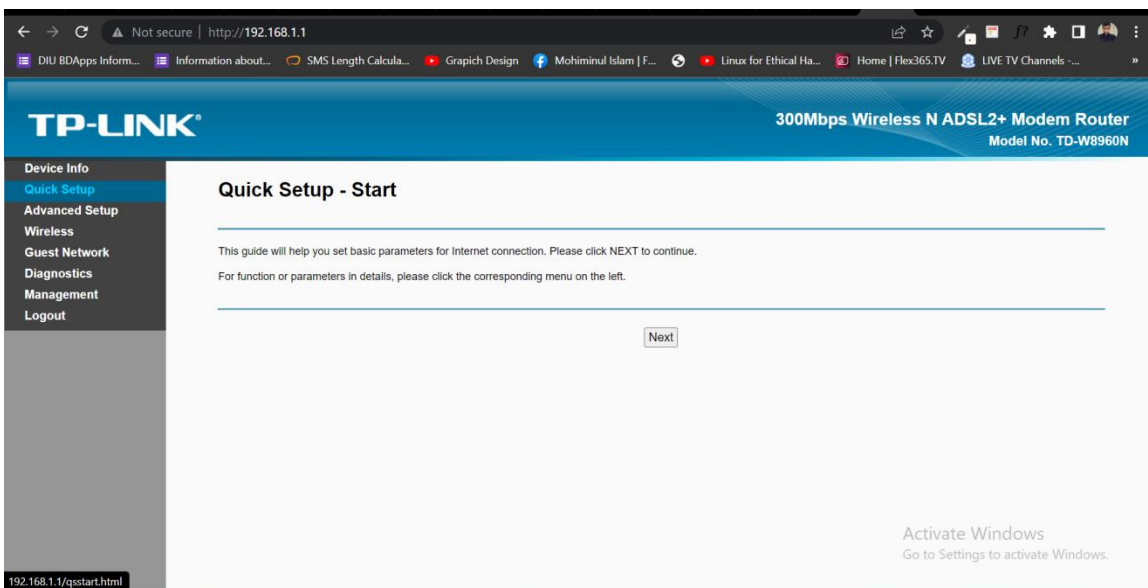 Not secure | http://192.168.1.1
DIU BDApps Inform... Information about... SMS Length Calcula... Grapich Design Mohiminul Islam | F... Linux for Ethical Ha... Home | Flex365.TV LIVE TV Channels -... »
TP-LINK®
300Mbps Wireless N ADSL2+ Modem Router
Model No. TD-W8960N
Device Info
Quick Setup
Advanced Setup
Wireless
Guest Network
Diagnostics
Management
Logout
Quick Setup - Start
This guide will help you set basic parameters for Internet connection. Please click NEXT to continue.
For function or parameters in details, please click the corresponding menu on the left.
Next
Activate Windows
Go to Settings to activate Windows.
192.168.1.1/qsstart.html